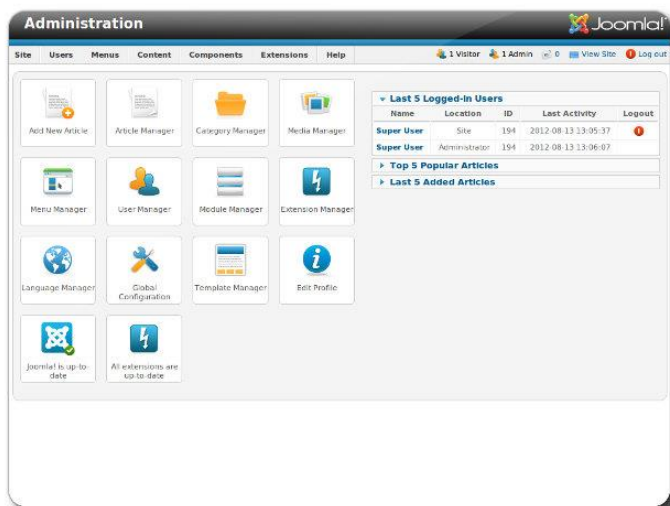 Administration
Joomla!
Site Users Menus Content Components Extensions Help
1 Visitor 1 Admin 0 View Site Log out
Add New Article
Article Manager
Category Manager
Media Manager
Menu Manager
User Manager
Module Manager
Extension Manager
Language Manager
Global
Configuration
Template Manager
Edit Profile
Joomla! is up-to-
date
All extensions are
up-to-date
Last 5 Logged-in Users
Name Location ID Last Activity Logout
Super User Site 194 2012-08-13 13:05:37
Super User Administrator 194 2012-08-13 13:06:07
Top 5 Popular Articles
Last 5 Added Articles